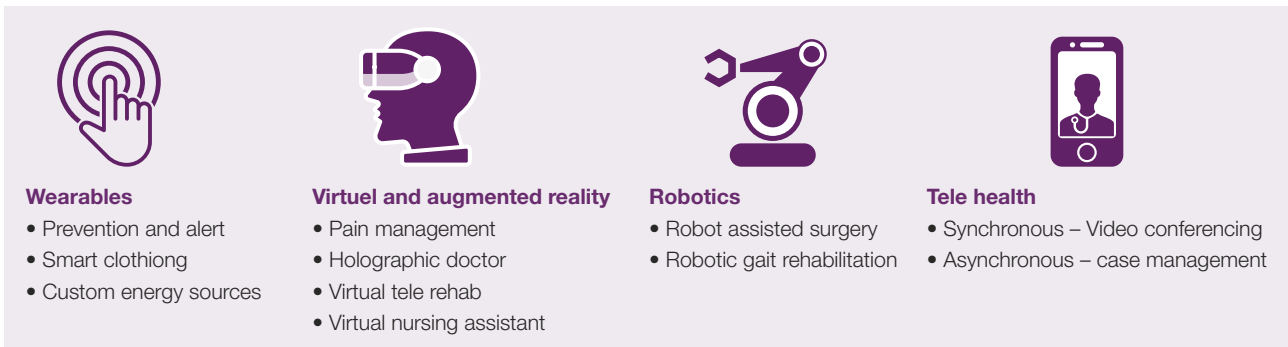 Wearables
• Prevention and alert
• Smart clothiong
• Custom energy sources
Virtuel and augmented reality
• Pain management
• Holographic doctor
• Virtual tele rehab
• Virtual nursing assistant
Robotics
• Robot assisted surgery
• Robotic gait rehabilitation
Tele health
• Synchronous – Video conferencing
• Asynchronous – case management